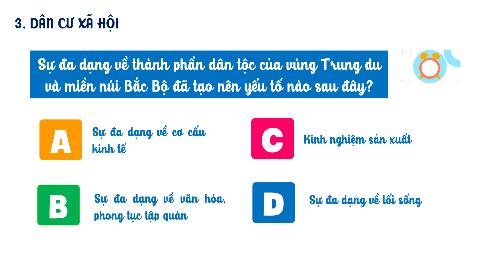 3. DÂN CƯ XÃ HỘI
Sự đa dạng về thành phần dân tộc của vùng Trung du
và miền núi Bắc Bộ đã tạo nên yếu tố nào sau đây?
A
Sự đa dạng về cơ cấu
kinh tế
C
Kinh nghiệm sản xuất
B
Sự đa dạng về văn hóa,
phong tục tập quán
D
Sự đa dạng về lối sống